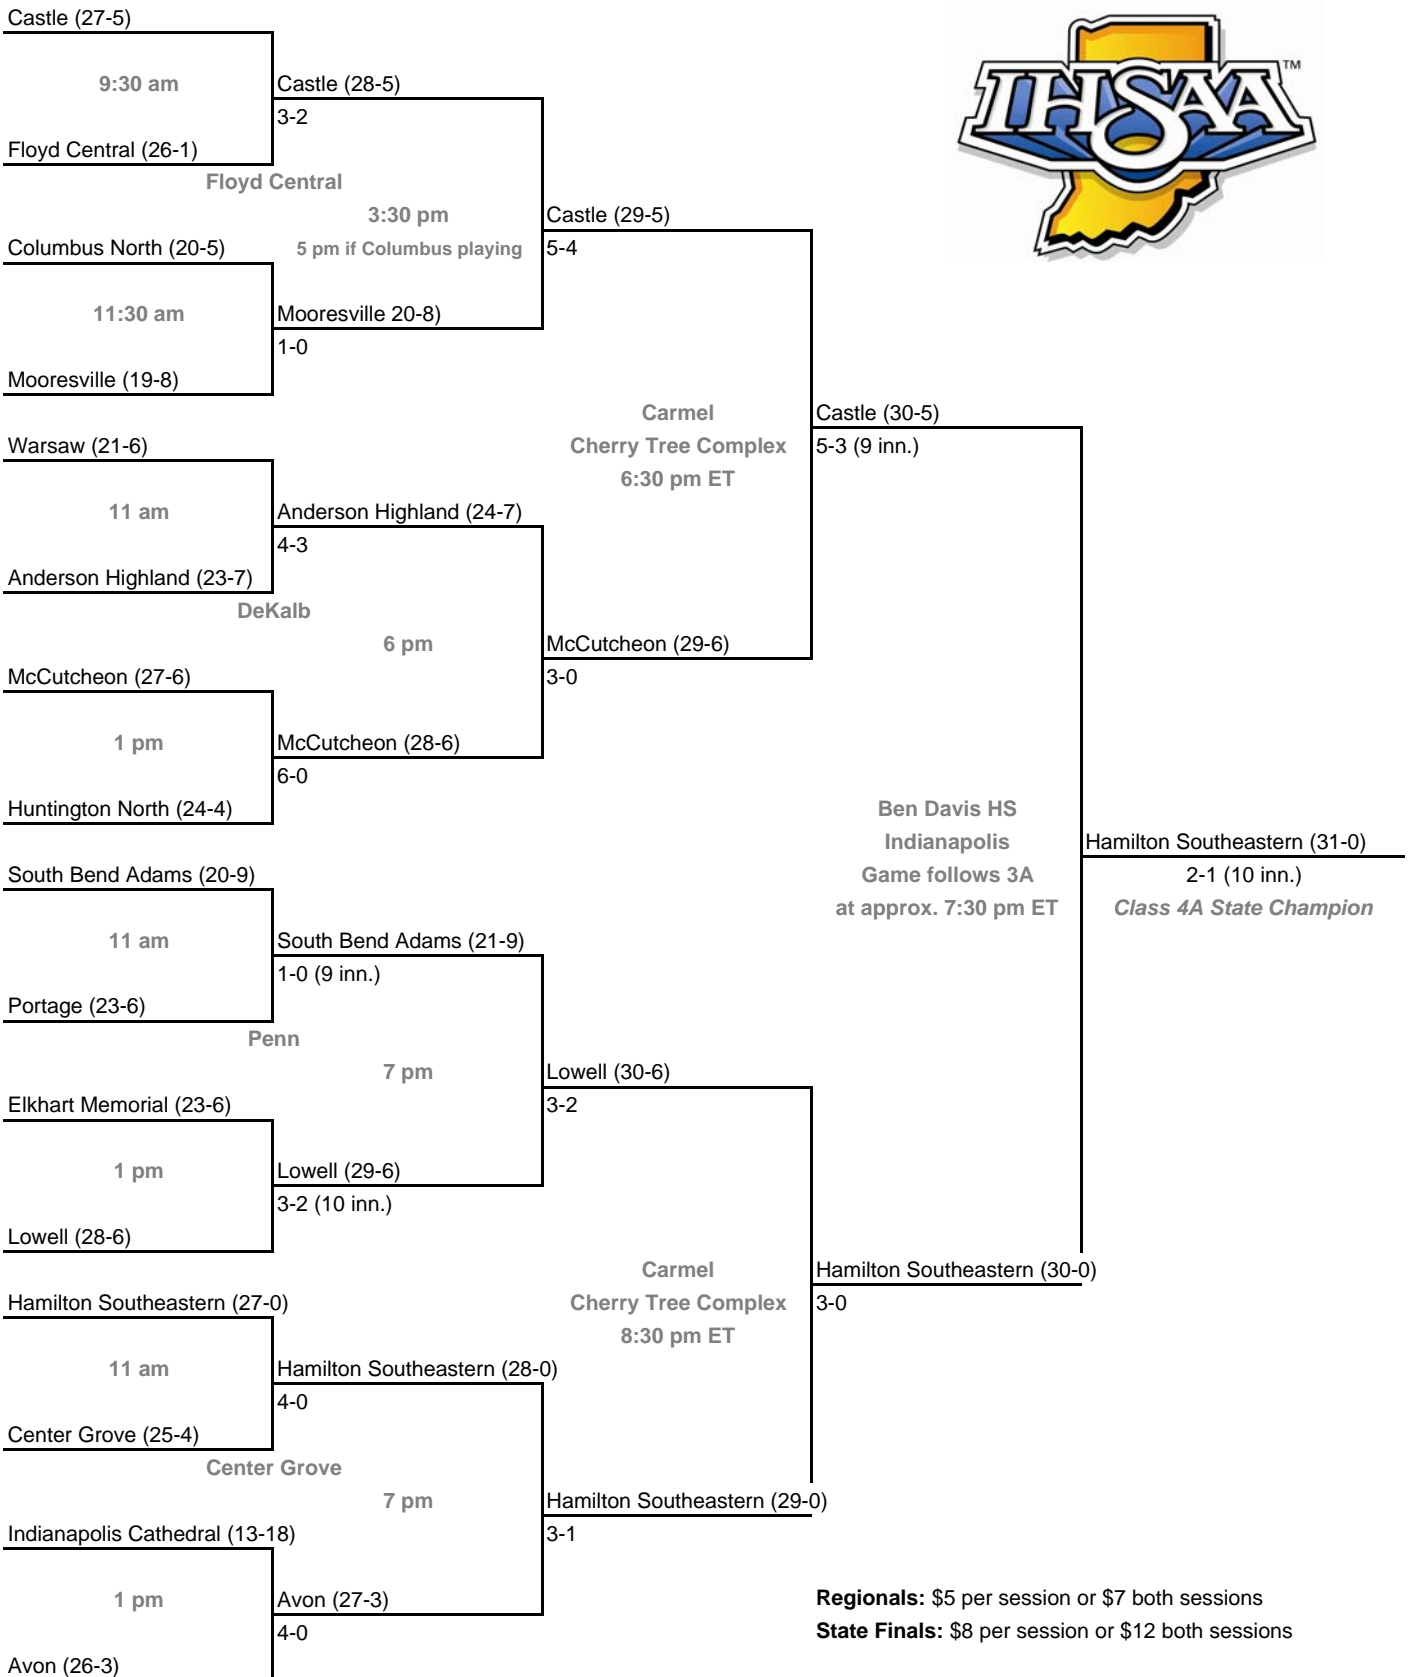 Castle (27-5)
9:30 am
Castle (28-5)
3-2
Floyd Central (26-1)
Floyd Central
3:30 pm
5 pm if Columbus playing
Castle (29-5)
5-4
Columbus North (20-5)
11:30 am
Mooresville 20-8)
1-0
Mooresville (19-8)
IHSAA™
Carmel
Cherry Tree Complex
6:30 pm ET
Castle (30-5)
5-3 (9 inn.)
Warsaw (21-6)
11 am
Anderson Highland (24-7)
4-3
Anderson Highland (23-7)
DeKalb
6 pm
McCutcheon (29-6)
3-0
McCutcheon (27-6)
1 pm
McCutcheon (28-6)
6-0
Huntington North (24-4)
Ben Davis HS
Indianapolis
Game follows 3A
at approx. 7:30 pm ET
Hamilton Southeastern (31-0)
2-1 (10 inn.)
Class 4A State Champion
South Bend Adams (20-9)
11 am
South Bend Adams (21-9)
1-0 (9 inn.)
Portage (23-6)
Penn
7 pm
Lowell (30-6)
3-2
Elkhart Memorial (23-6)
1 pm
Lowell (29-6)
3-2 (10 inn.)
Lowell (28-6)
Carmel
Cherry Tree Complex
8:30 pm ET
Hamilton Southeastern (30-0)
3-0
Hamilton Southeastern (27-0)
11 am
Hamilton Southeastern (28-0)
4-0
Center Grove (25-4)
Center Grove
7 pm
Hamilton Southeastern (29-0)
3-1
Indianapolis Cathedral (13-18)
1 pm
Avon (27-3)
4-0
Avon (26-3)
Regionals: $5 per session or $7 both sessions
State Finals: $8 per session or $12 both sessions